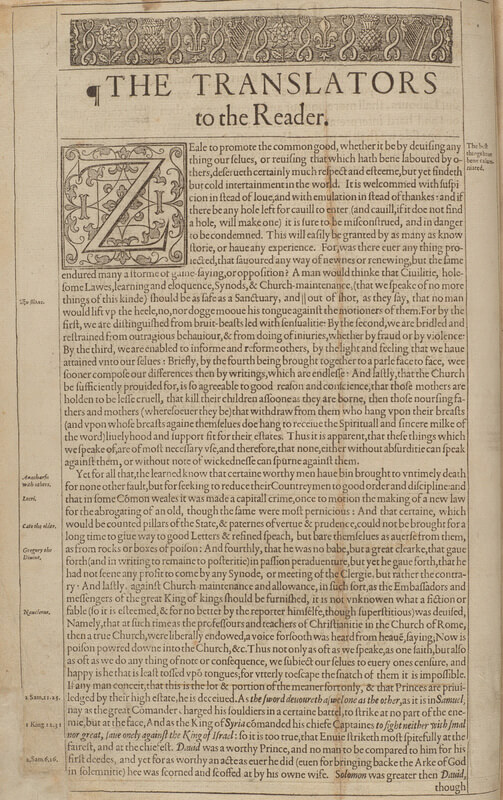 ¶THE TRANSLATORS
to the Reader.
ZEale to promote the common good, whether it be by deuising any
thing our selues, or reuising that which hath bene laboured by o-
thers, deserueth certainly much respect and esteeme, but yet findeth
but cold intertainment in the world. It is welcommed with suspi
cion in stead of loue, and with emulation in stead of thankes: and if
there be any hole left for cauill to enter (and cauill, if it doe not find
a hole, will make one) it is sure to be misconstrued, and in danger
to be condemned. This will easily be granted by as many as know
storie, or haue any experience. For, was there euer any thing pro-
iected, that sauoured any way of newnes or renewing, but the same
endured many a storme of gaine-saying, or opposition? A man would thinke that Ciuilitie, hole-
some Lawes, learning and eloquence, Synods, & Church-maintenance, (that we speake of no more
things of this kinde) should be as safe as a Sanctuary, and || out of shot, as they say, that no man
would lift vp the heele, no, nor dogge mooue his tongue against the motioners of them. For by the
first, we are distinguished from bruit-beasts led with sensualitie: By the second, we are bridled and
restrained from outragious behauiour, & from doing of iniuries, whether by fraud or by violence:
By the third, we are enabled to informe and reforme others, by the light and feeling that we haue
attained vnto our selues: Briefly, by the fourth being brought together to a parle face to face, wee
sooner compose our differences then by writings, which are endlesse: And lastly, that the Church
be sufficiently prouided for, is so agreeable to good reason and conscience, that those mothers are
holden to be lesse cruell, that kill their children assoone as they are borne, then those noursing fa-
thers and mothers (wheresoeuer they be) that withdraw from them who hang vpon their breasts
(and vpon whose breasts againe themselues doe hang to receiue the Spirituall and sincere milke of
the word) liuelyhood and support fit for their estates. Thus it is apparent, that these things which
we speake of, are of most necessary vse, and therefore, that none, either without absurditie can speake
against them, or without note of wickednesse can spurne against them.
Yet for all that, the learned know that certaine worthy men haue bin brought to vntimely death
for none other fault, but for seeking to reduce their Countreymen to good order and discipline: and
that in some Cõmon weales it was made a capitall crime, once to motion the making of a new law
for the abrogating of an old, though the same were most pernicious: And that certaine, which
would be counted pillars of the State, & paternes of vertue & prudence, could not be brought for a
long time to giue way to good Letters & refined speach, but bare themselues as auerse from them,
as from rocks or boxes of poison: And fourthly, that he was no babe, but a great clearke, that gaue
forth (and in writing to remaine to posteritie) in passion peraduenture, but yet he gaue forth, that he
had not seene any profit to come by any Synode, or meeting of the Clergie, but rather the contra-
ry: And lastly, against Church maintenance and allowance, in such sort, as the Embassadors and
messengers of the great King of kings should be furnished, it is not vnknowen what a fiction or
fable (so it is esteemed, & for no better by the reporter himselfe, though superstitious) was deuised,
Namely, that at such time as the professours and teachers of Christianitie in the Church of Rome,
then a true Church, were liberally endowed, a voice forsooth was heard from heauẽ, saying, Now is
poison powred downe into the Church, &c. Thus not only as oft as we speake, as one saith, but also
as oft as we do any thing of note or consequence, we subiect our selues to euery ones censure, and
happy is he that is least tossed vpõ tongues, for vtterly to escape the snatch of them it is impossible.
If any man conceit, that this is the lot & portion of the meaner sort only, & that Princes are priui-
ledged by their high estate, he is deceiued. As the sword deuoureth aswel one as the other, as it is in Samuel,
nay as the great Comander charged his souldiers in a certaine battel, to strike at no part of the ene-
mie, but at the face, And as the King of Syria cõmanded his chiefe Captaines to fight neither with smal
nor great, saue onely against the King of Israel: so it is too true, that Enuie striketh most spitefully at the
fairest, and at the chiefest. Dauid was a worthy Prince, and no man to be compared to him for his
first deedes, and yet for as worthy an acte as euer he did (euen for bringing backe the Arke of God
in solemnitie) hee was scorned and scoffed at by his owne wife. Solomon was greater then Dauid,
though
The best
things haue
been calum-
niated.
Anacharsis
with others.
Locri.
Cato the elder.
Gregory the
Diuine.
Nauclerus.
2 Sam. 11. 25.
1 King. 22. 31
2. Sam. 6. 16.